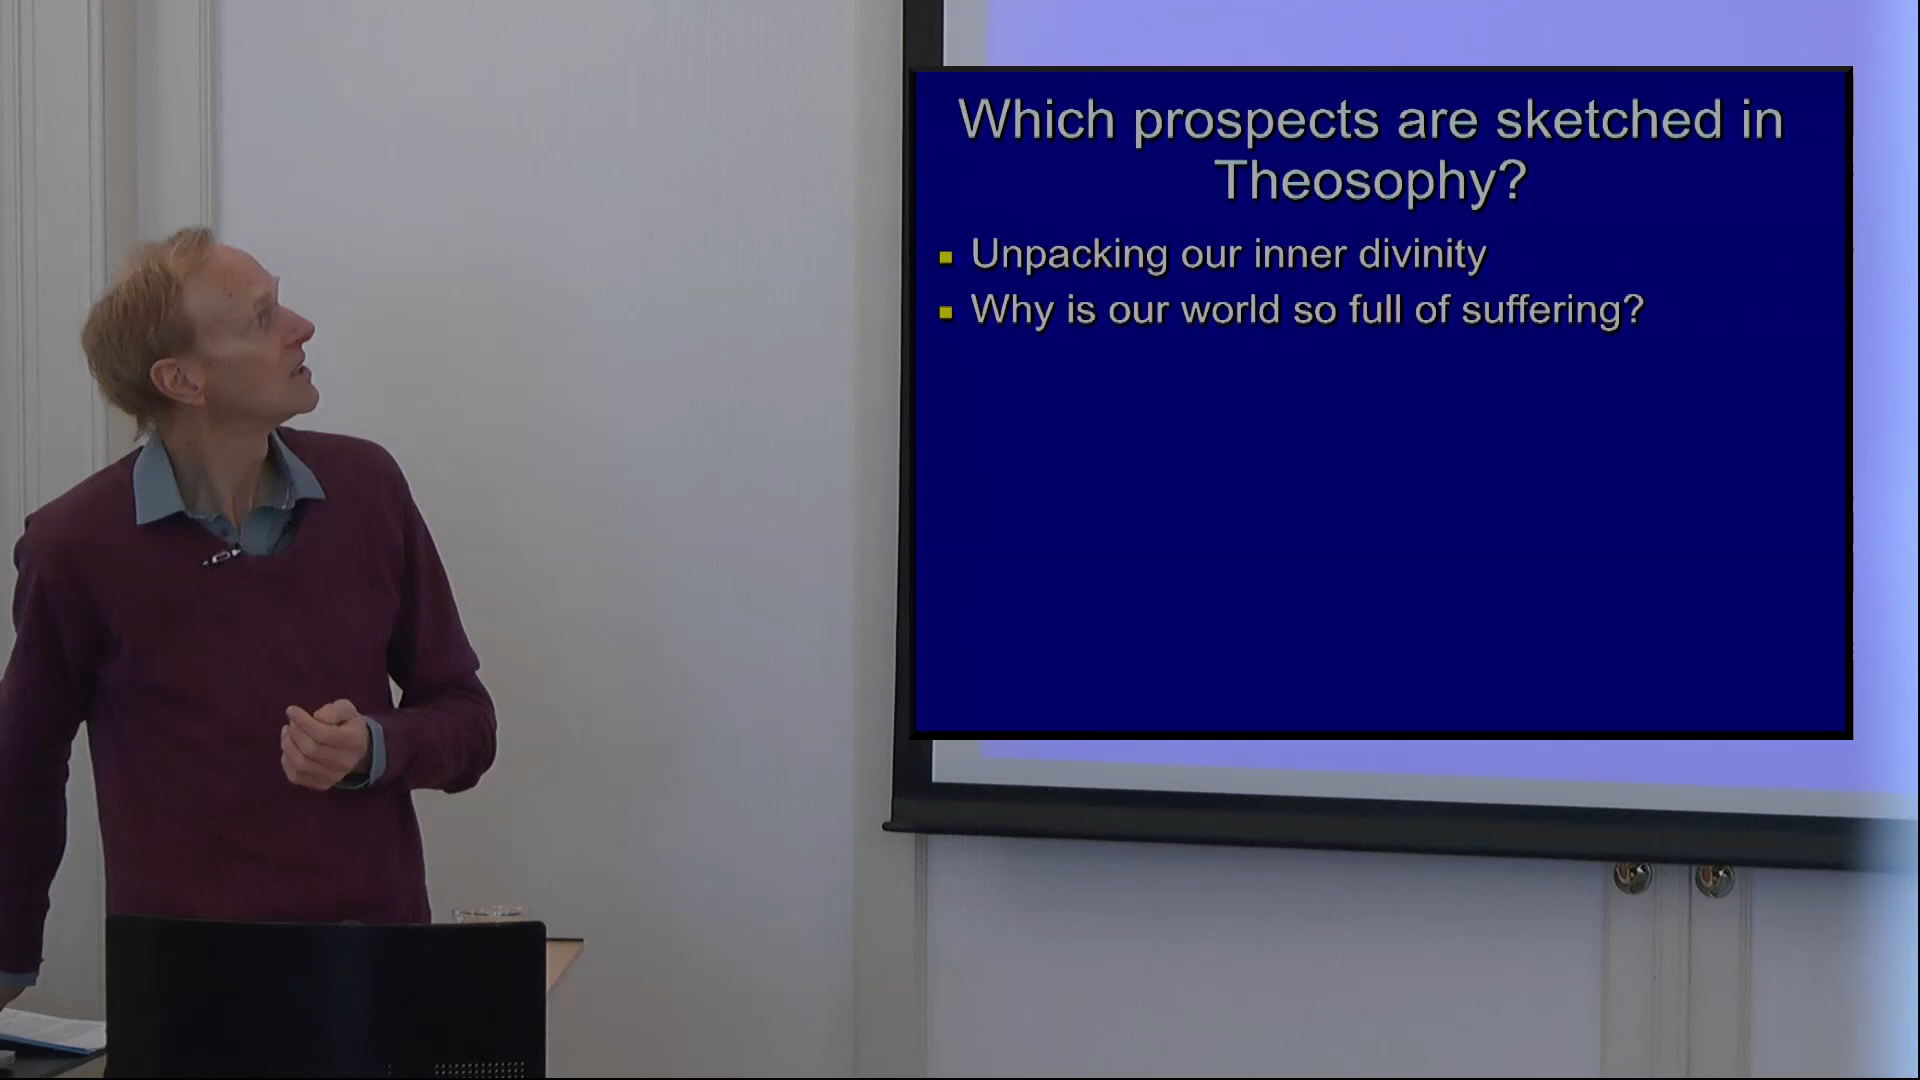 Which prospects are sketched in
Theosophy?
Unpacking our inner divinity
Why is our world so full of suffering?